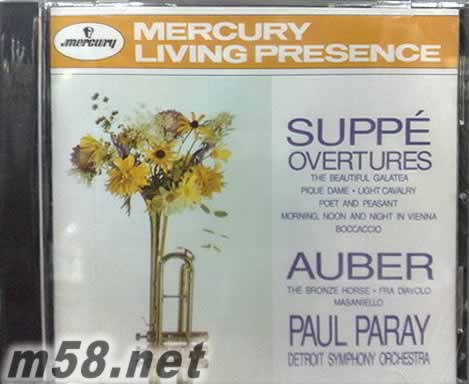 mercury
MERCURY
LIVING PRESENCE
SUPPÉ
OVERTURES
THE BEAUTIFUL GALATEA
PIQUE DAME • LIGHT CAVALRY
POET AND PEASANT
MORNING, NOON AND NIGHT IN VIENNA
BOCCACCIO
AUBER
THE BRONZE HORSE • FRA DIAVOLO
MASANIELLO
PAUL PARAY
DETROIT SYMPHONY ORCHESTRA
m58.net